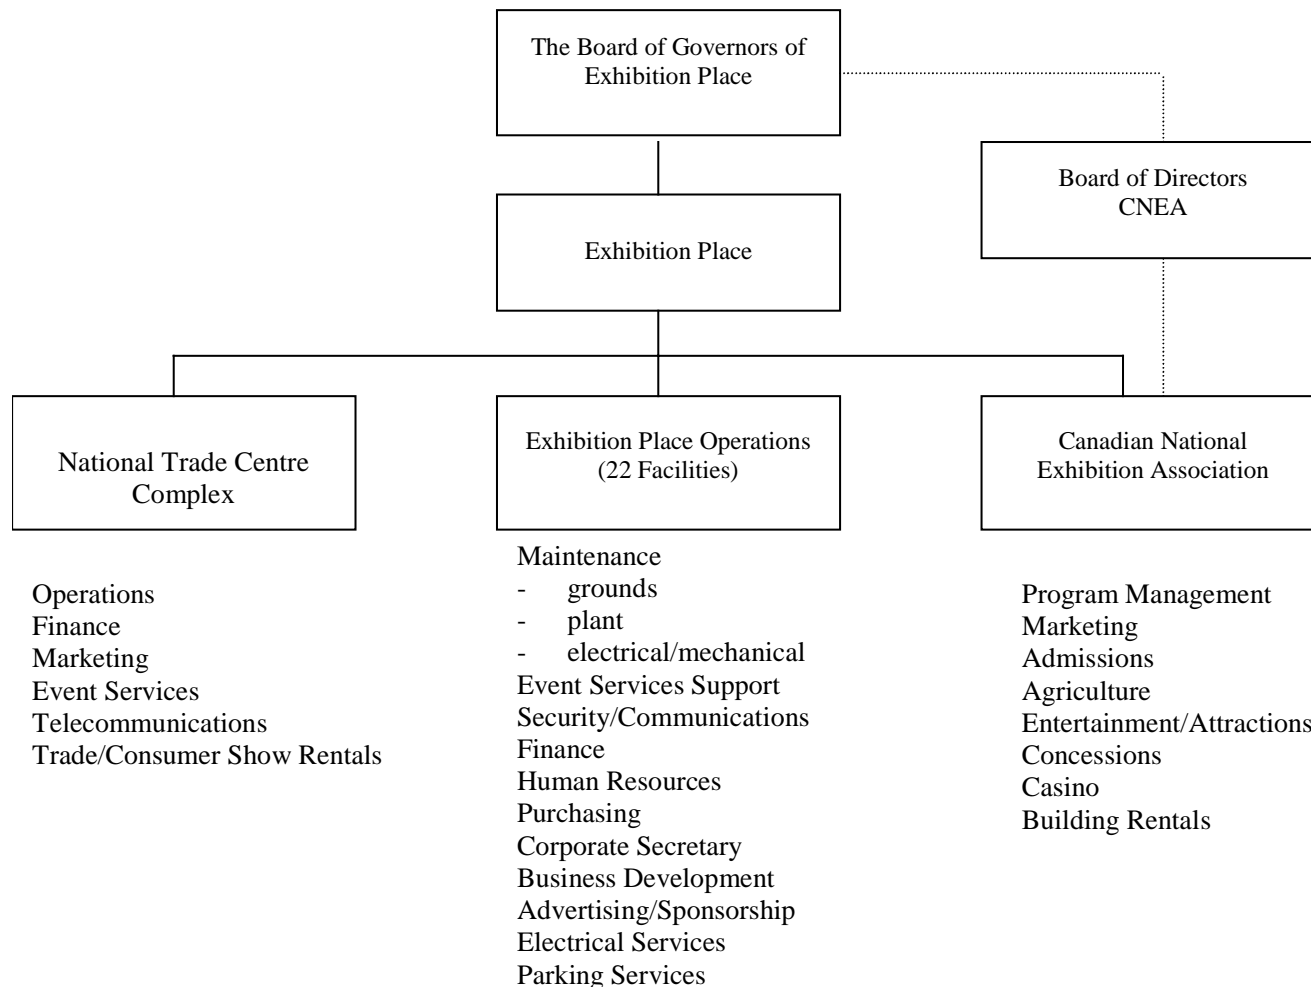 The Board of Governors of
Exhibition Place
Board of Directors
CNEA
Exhibition Place
National Trade Centre
Complex
Exhibition Place Operations
(22 Facilities)
Canadian National
Exhibition Association
Operations
Finance
Marketing
Event Services
Telecommunications
Trade/Consumer Show Rentals
Maintenance
- grounds
- plant
- electrical/mechanical
Event Services Support
Security/Communications
Finance
Human Resources
Purchasing
Corporate Secretary
Business Development
Advertising/Sponsorship
Electrical Services
Parking Services
Program Management
Marketing
Admissions
Agriculture
Entertainment/Attractions
Concessions
Casino
Building Rentals